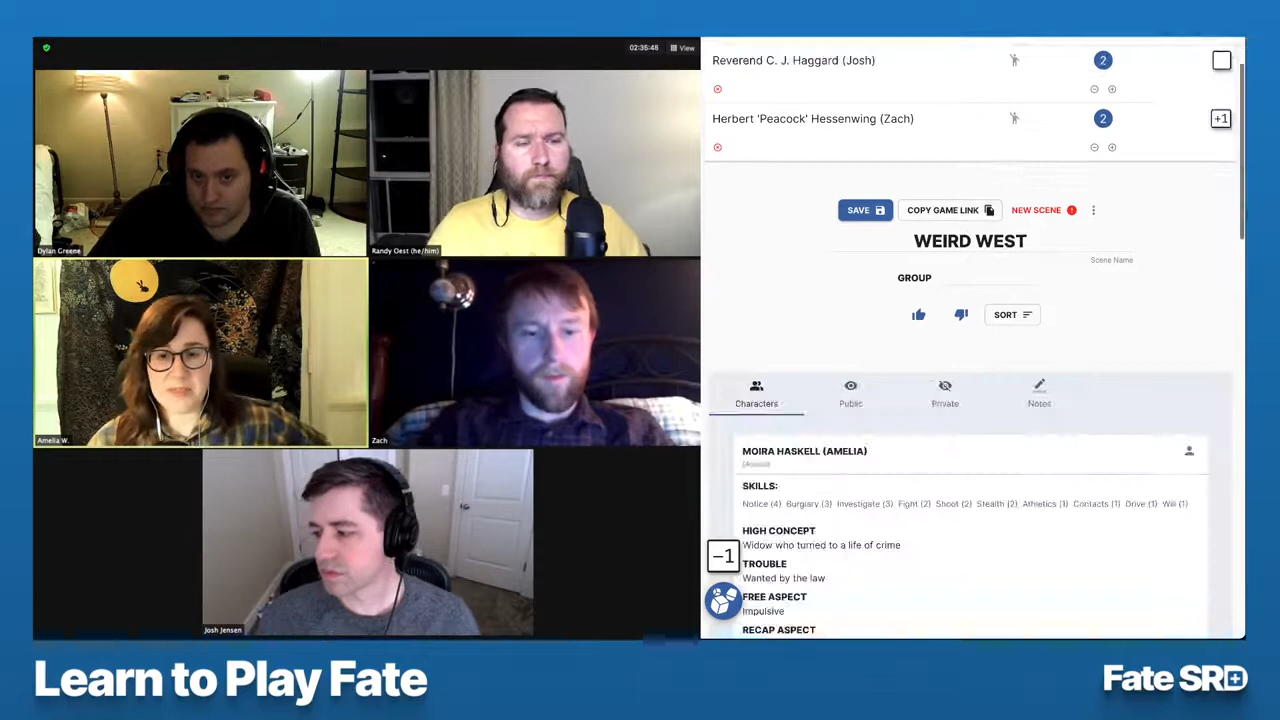 02:35:48 View
Dylan Greene
Randy Oest (he/him)
Amelia W.
Zach
Josh Jensen
Reverend C. J. Haggard (Josh)
2
Herbert 'Peacock' Hessenwing (Zach)
2
+1
SAVE
COPY GAME LINK
NEW SCENE
WEIRD WEST
Scene Name
GROUP
SORT
Characters
Public
Private
Notes
MOIRA HASKELL (AMELIA)
SKILLS:
Notice (4) Burglary (3) Investigate (3) Fight (2) Shoot (2) Stealth (2) Athletics (1) Contacts (1) Drive (1) Will (1)
HIGH CONCEPT
Widow who turned to a life of crime
−1
TROUBLE
Wanted by the law
FREE ASPECT
Impulsive
RECAP ASPECT
Learn to Play Fate
Fate SRD